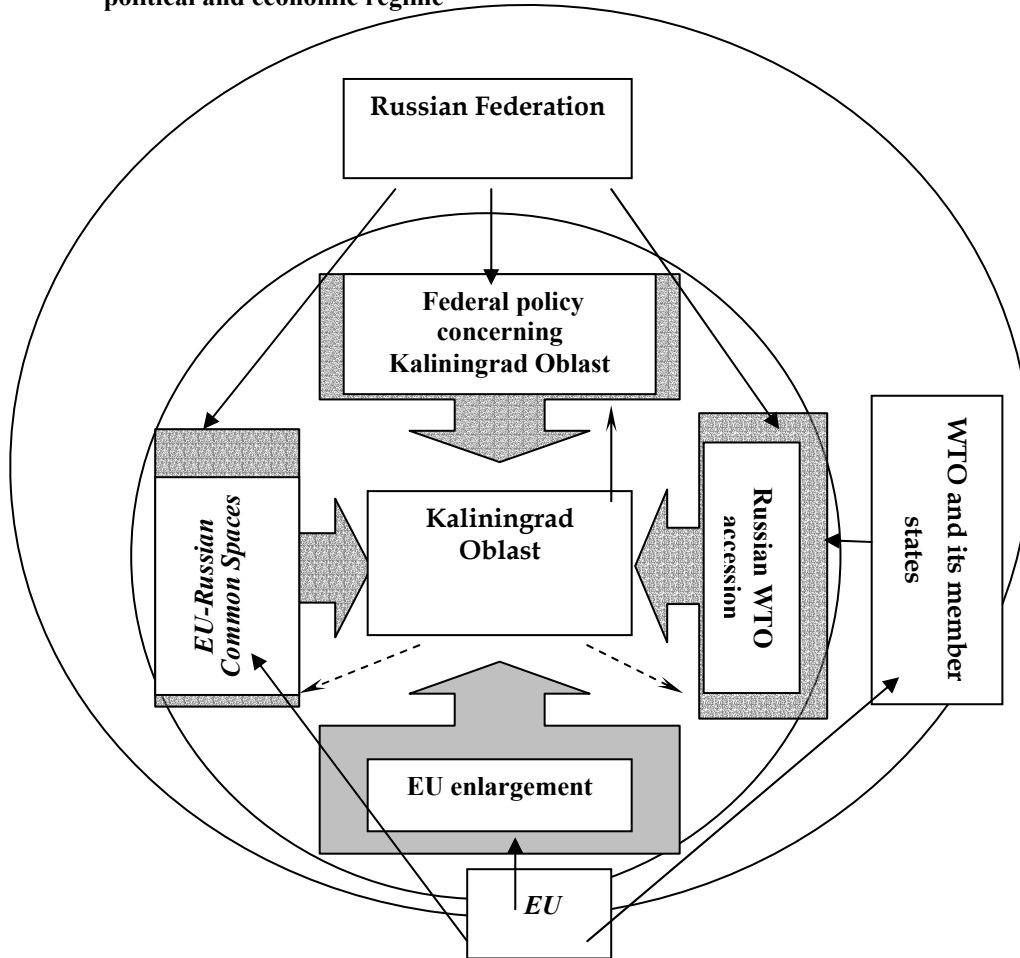 political and economic regime
Russian Federation
Federal policy
concerning
Kaliningrad Oblast
EU-Russian
Common Spaces
Kaliningrad
Oblast
Russian WTO
accession
WTO and its member
states
EU enlargement
EU